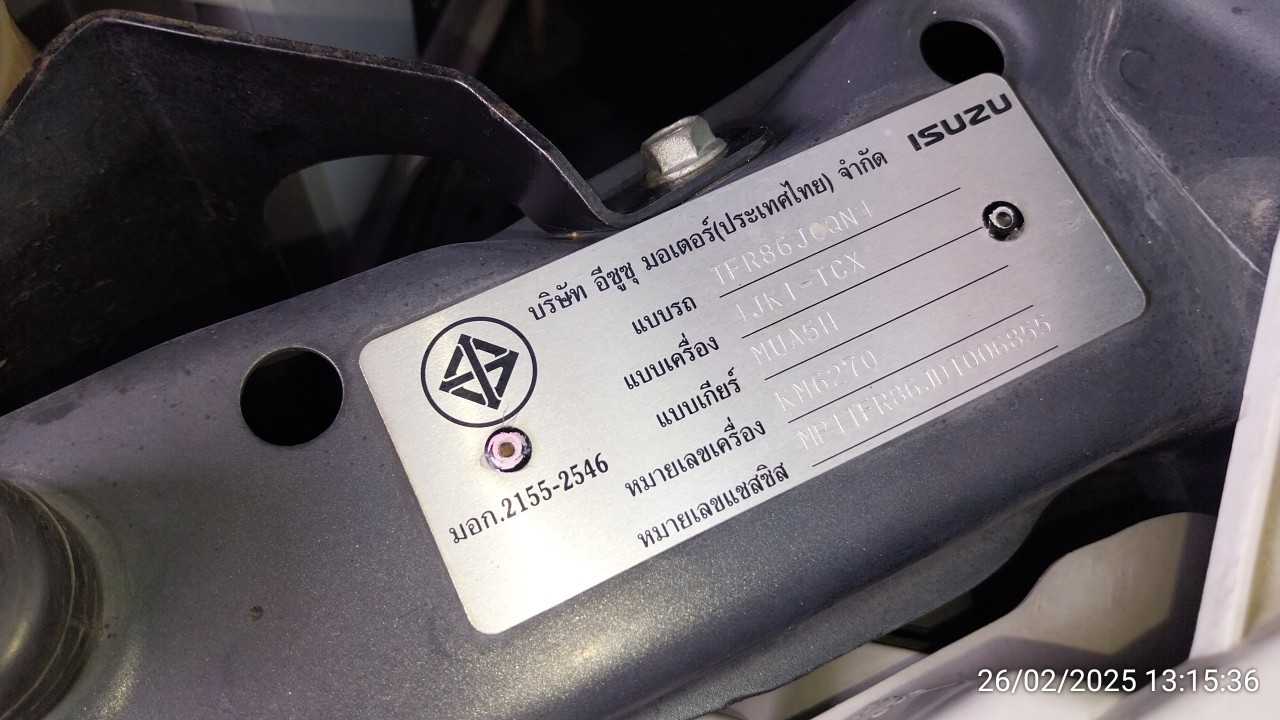 ISUZU
บริษัท อีซูซุ มอเตอร์(ประเทศไทย) จำกัด
แบบรถ
แบบเครื่อง 4JK1-TCX
แบบเกียร์ MUA5H
หมายเลขเครื่อง KM6270
หมายเลขแชสซิส MP1TFR86JDT006855
มอก.2155-2546
26/02/2025 13:15:36